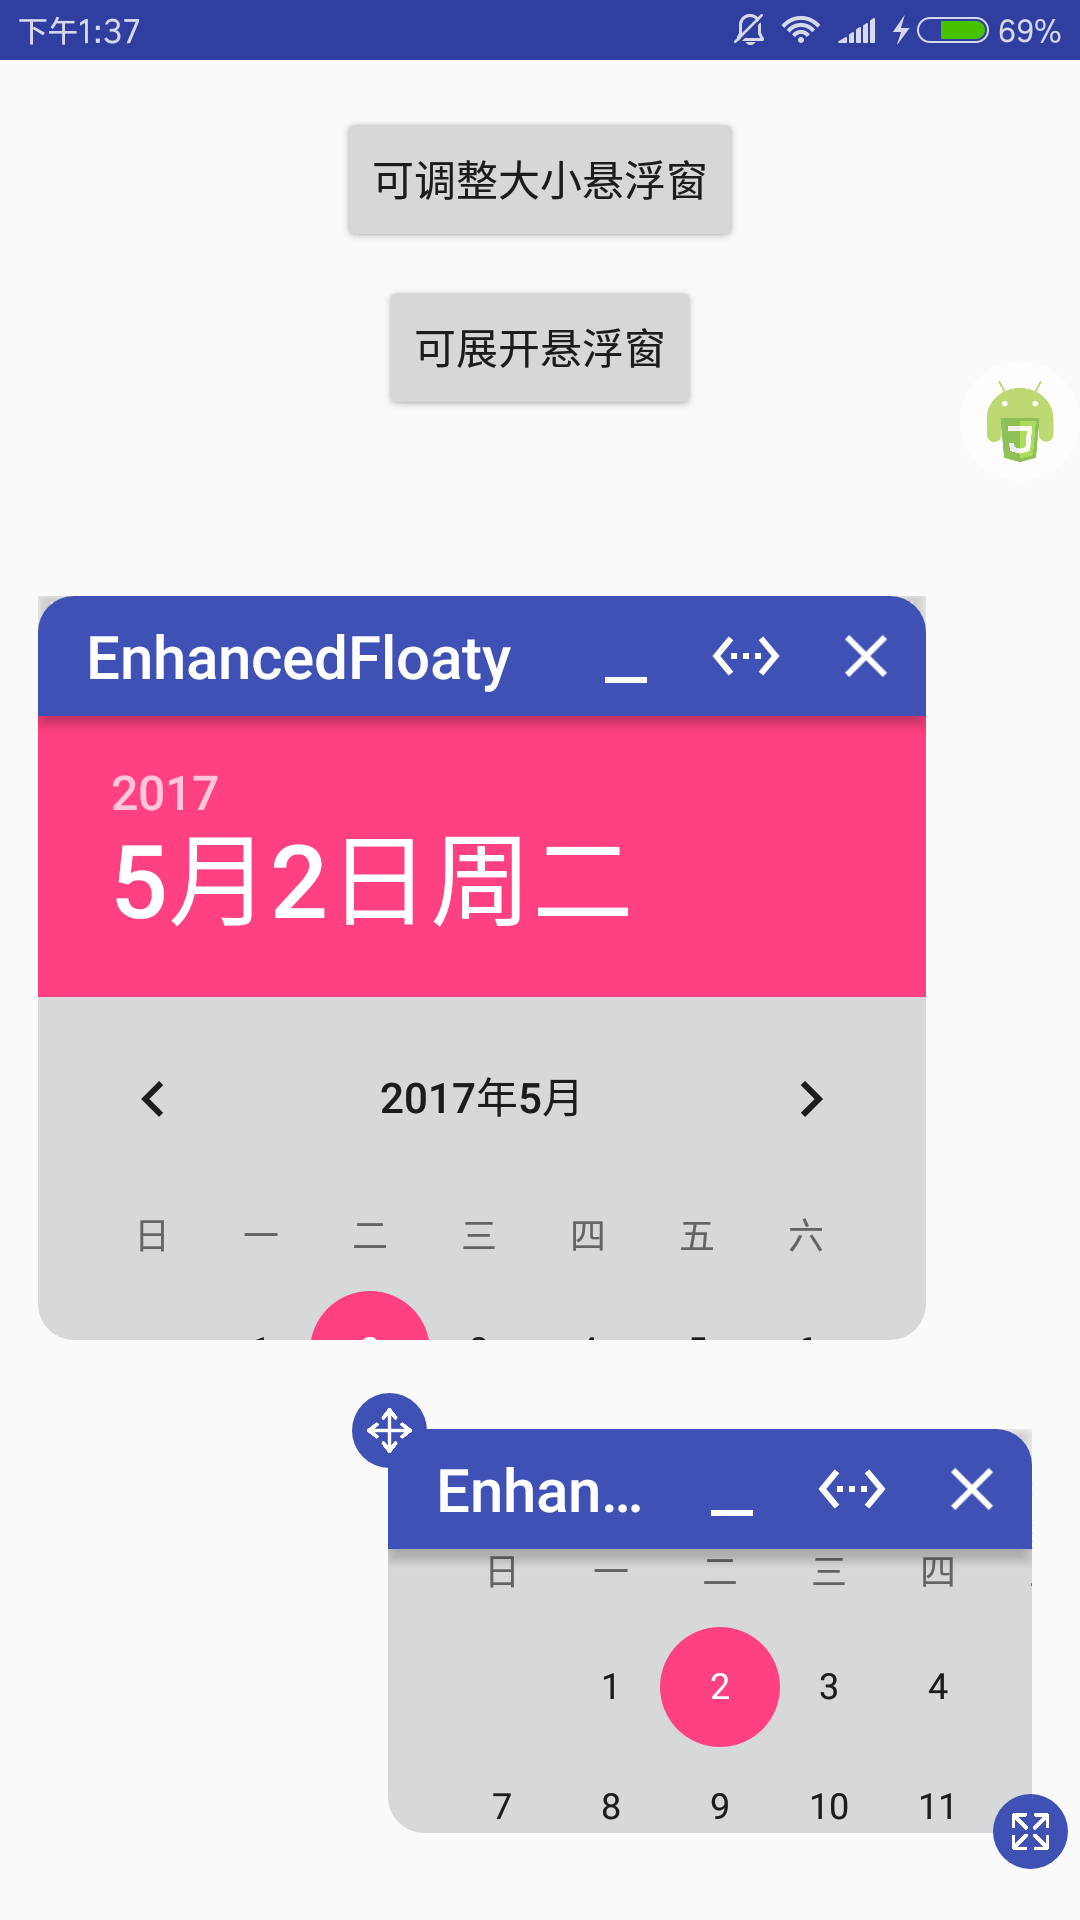 下午1:37 69%
可调整大小悬浮窗
可展开悬浮窗
EnhancedFloaty
2017
5月2日周二
2017年5月
日 一 二 三 四 五 六
Enhan...
日 一 二 三 四
1 2 3 4
7 8 9 10 11